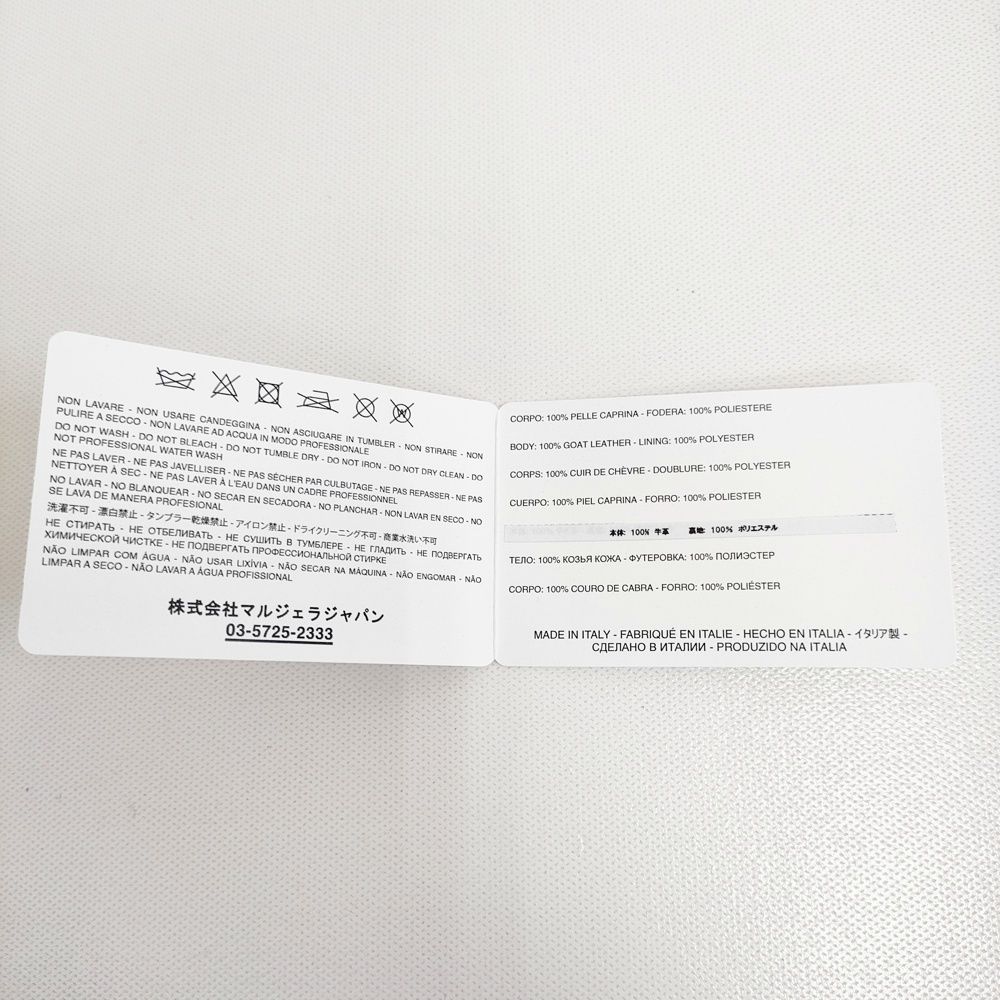 NON LAVARE - NON USARE CANDEGGINA - NON ASCIUGARE IN TUMBLER - NON STIRARE - NON
PULIRE A SECCO - NON LAVARE AD ACQUA IN MODO PROFESSIONALE
DO NOT WASH - DO NOT BLEACH - DO NOT TUMBLE DRY - DO NOT IRON - DO NOT DRY CLEAN - DO
NOT PROFESSIONAL WATER WASH
NE PAS LAVER - NE PAS JAVELLISER - NE PAS SÉCHER PAR CULBUTAGE - NE PAS REPASSER - NE PAS
NETTOYER À SEC - NE PAS LAVER À L'EAU DANS UN CADRE PROFESSIONNEL
NO LAVAR - NO BLANQUEAR - NO SECAR EN SECADORA - NO PLANCHAR - NON LAVAR EN SECO - NO
SE LAVA DE MANERA PROFESIONAL
洗濯不可 - 漂白禁止 - タンブラー乾燥禁止 - アイロン禁止 - ドライクリーニング不可 - 商業水洗い不可
НЕ СТИРАТЬ - НЕ ОТБЕЛИВАТЬ - НЕ СУШИТЬ В ТУМБЛЕРЕ - НЕ ГЛАДИТЬ - НЕ ПОДВЕРГАТЬ
ХИМИЧЕСКОЙ ЧИСТКЕ - НЕ ПОДВЕРГАТЬ ПРОФЕССИОНАЛЬНОЙ СТИРКЕ
NÃO LIMPAR COM ÁGUA - NÃO USAR LIXÍVIA - NÃO SECAR NA MÁQUINA - NÃO ENGOMAR - NÃO
LIMPAR A SECO - NÃO LAVAR A ÁGUA PROFISSIONAL
株式会社マルジェラジャパン
03-5725-2333
CORPO: 100% PELLE CAPRINA - FODERA: 100% POLIESTERE
BODY: 100% GOAT LEATHER - LINING: 100% POLYESTER
CORPS: 100% CUIR DE CHÈVRE - DOUBLURE: 100% POLYESTER
CUERPO: 100% PIEL CAPRINA - FORRO: 100% POLIESTER
本体: 100% 牛革 裏地: 100% ポリエステル
ТЕЛО: 100% КОЗЬЯ КОЖА - ФУТЕРОВКА: 100% ПОЛИЭСТЕР
CORPO: 100% COURO DE CABRA - FORRO: 100% POLIÉSTER
MADE IN ITALY - FABRIQUÉ EN ITALIE - HECHO EN ITALIA - イタリア製 -
СДЕЛАНО В ИТАЛИИ - PRODUZIDO NA ITALIA